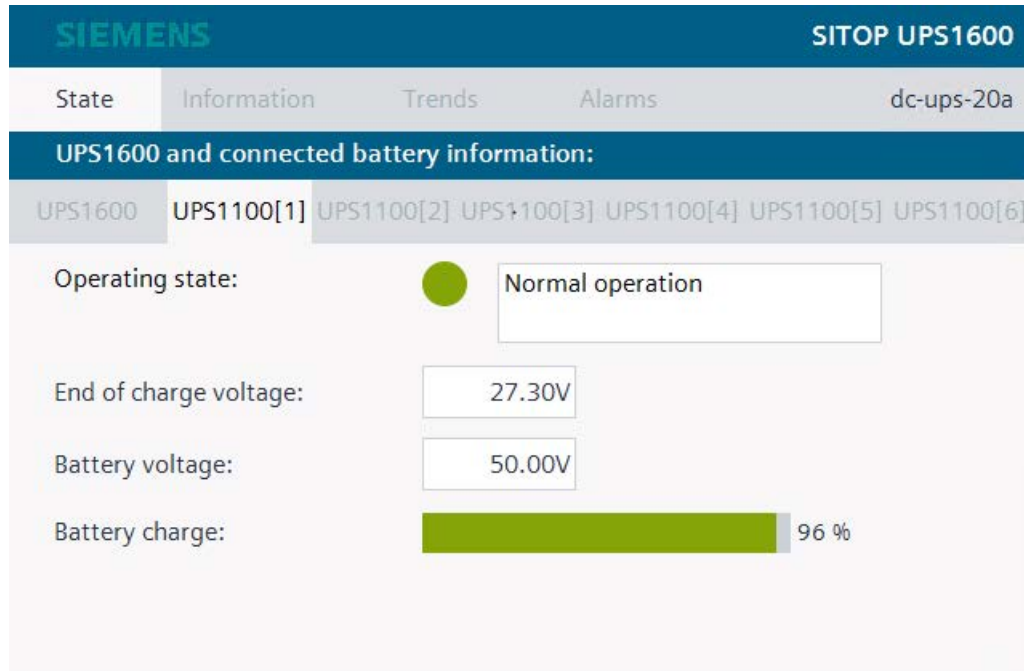 SIEMENS SITOP UPS1600
State Information Trends Alarms dc-ups-20a
UPS1600 and connected battery information:
UPS1600 UPS1100[1] UPS1100[2] UPS1100[3] UPS1100[4] UPS1100[5] UPS1100[6]
Operating state: Normal operation
End of charge voltage: 27.30V
Battery voltage: 50.00V
Battery charge: 96 %